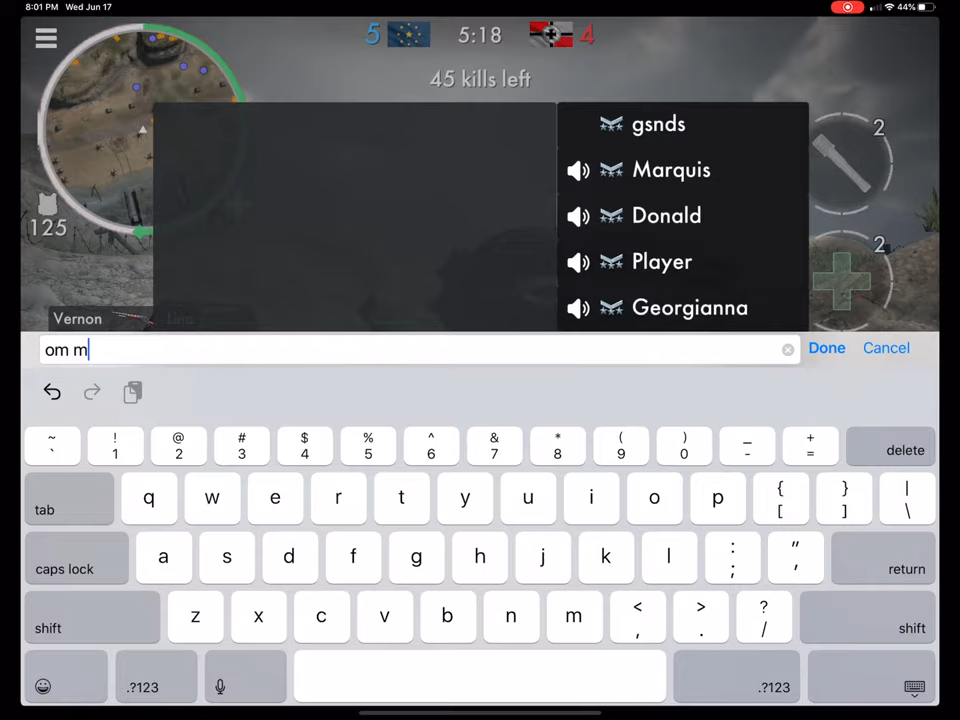 8:01 PM Wed Jun 17 44%
5 5:18 4
45 kills left
2
gsnds
Marquis
Donald
Player
Georgianna
125
2
Vernon
om m
Done Cancel
~ ! @ # $ % ^ & * ( ) _ +
` 1 2 3 4 5 6 7 8 9 0 - = delete
{ } |
tab q w e r t y u i o p [ ] \
: "
caps lock a s d f g h j k l ; ' return
< > ?
shift z x c v b n m , . / shift
.?123 .?123